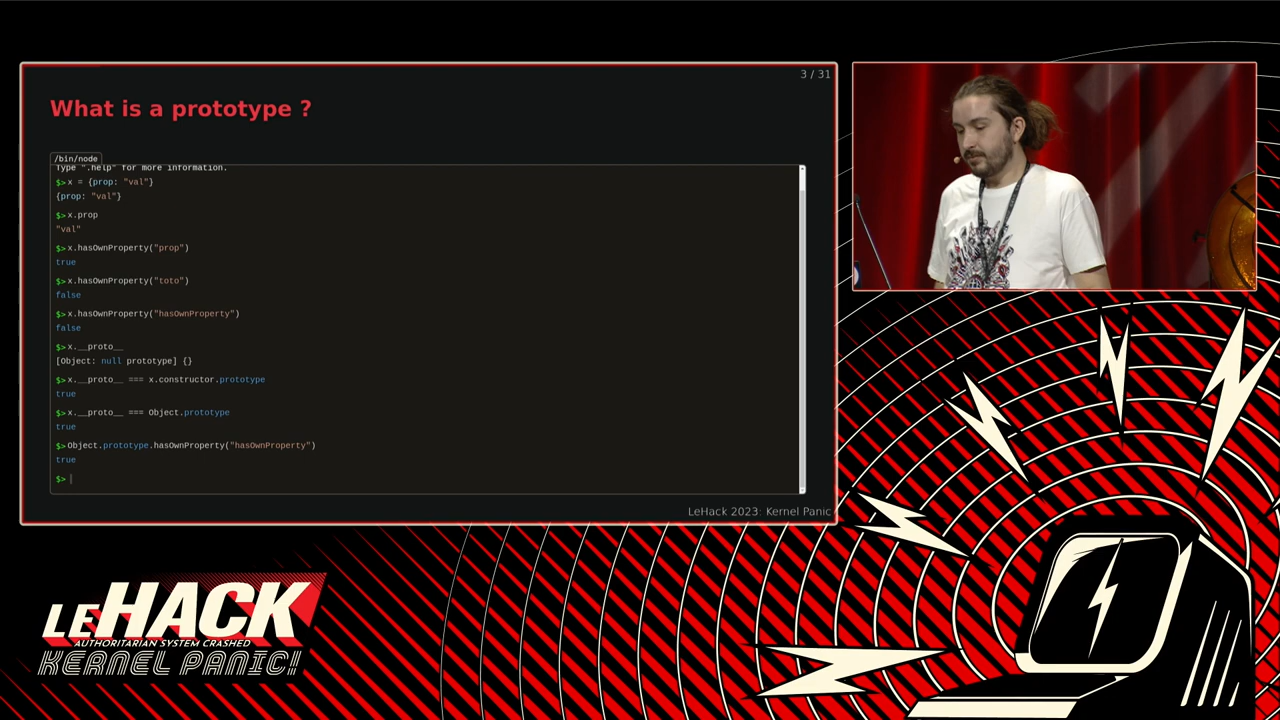 3 / 31
What is a prototype ?
/bin/node
Type ".help" for more information.
$>x = {prop: "val"}
{prop: "val"}
$>x.prop
"val"
$>x.hasOwnProperty("prop")
true
$>x.hasOwnProperty("toto")
false
$>x.hasOwnProperty("hasOwnProperty")
false
$>x.__proto__
[Object: null prototype] {}
$>x.__proto__ === x.constructor.prototype
true
$>x.__proto__ === Object.prototype
true
$>Object.prototype.hasOwnProperty("hasOwnProperty")
true
$>
LeHack 2023: Kernel Panic
LEHACK
AUTHORITARIAN SYSTEM CRASHED
KERNEL PANIC!